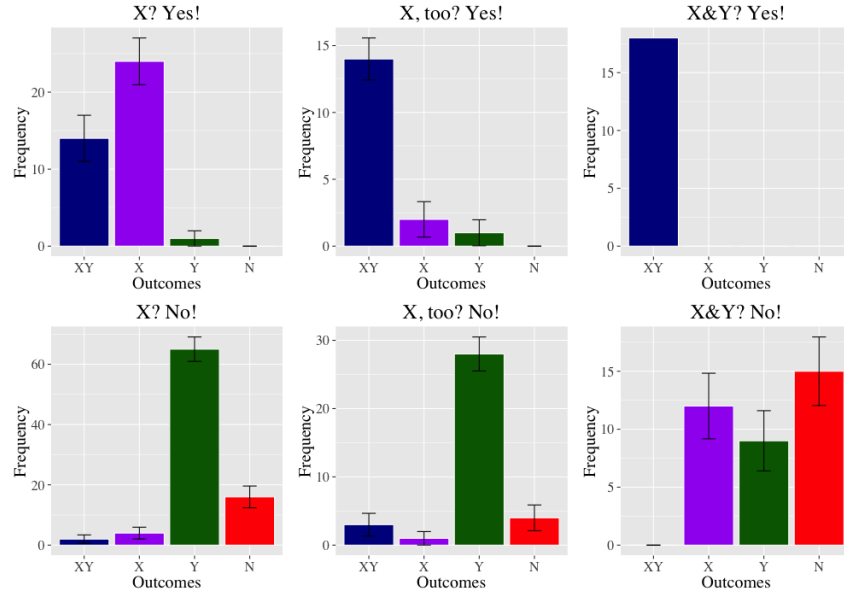 X? Yes!
X, too? Yes!
X&Y? Yes!
Frequency
20
10
0
XY X Y N
Outcomes
Frequency
15
10
5
0
XY X Y N
Outcomes
Frequency
15
10
5
0
XY X Y N
Outcomes
X? No!
X, too? No!
X&Y? No!
Frequency
60
40
20
0
XY X Y N
Outcomes
Frequency
30
20
10
0
XY X Y N
Outcomes
Frequency
15
10
5
0
XY X Y N
Outcomes